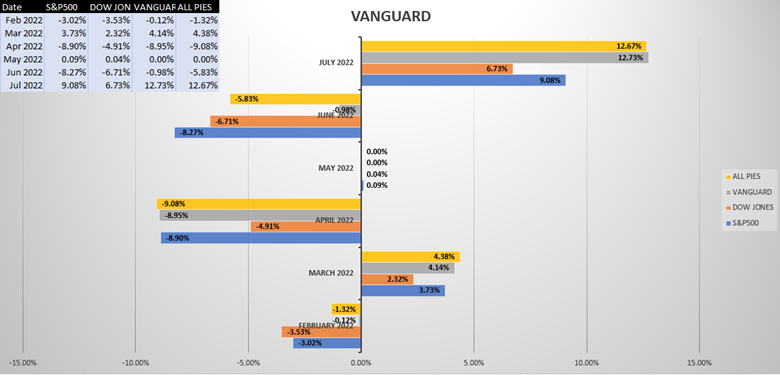 Date S&P500 DOW JON VANGUAR ALL PIES
Feb 2022 -3.02% -3.53% -0.12% -1.32%
Mar 2022 3.73% 2.32% 4.14% 4.38%
Apr 2022 -8.90% -4.91% -8.95% -9.08%
May 2022 0.09% 0.04% 0.00% 0.00%
Jun 2022 -8.27% -6.71% -0.98% -5.83%
Jul 2022 9.08% 6.73% 12.73% 12.67%
VANGUARD
12.67%
12.73%
JULY 2022
6.73%
9.08%
-5.83%
-0.98%
JUNE 2022
-6.71%
-8.27%
0.00%
0.00%
MAY 2022
0.04%
0.09%
-9.08%
-8.95%
APRIL 2022
-4.91%
-8.90%
4.38%
4.14%
MARCH 2022
2.32%
3.73%
-1.32%
-0.12%
FEBRUARY 2022
-3.53%
-3.02%
ALL PIES
VANGUARD
DOW JONES
S&P500
-15.00% -10.00% -5.00% 0.00% 5.00% 10.00% 15.00%